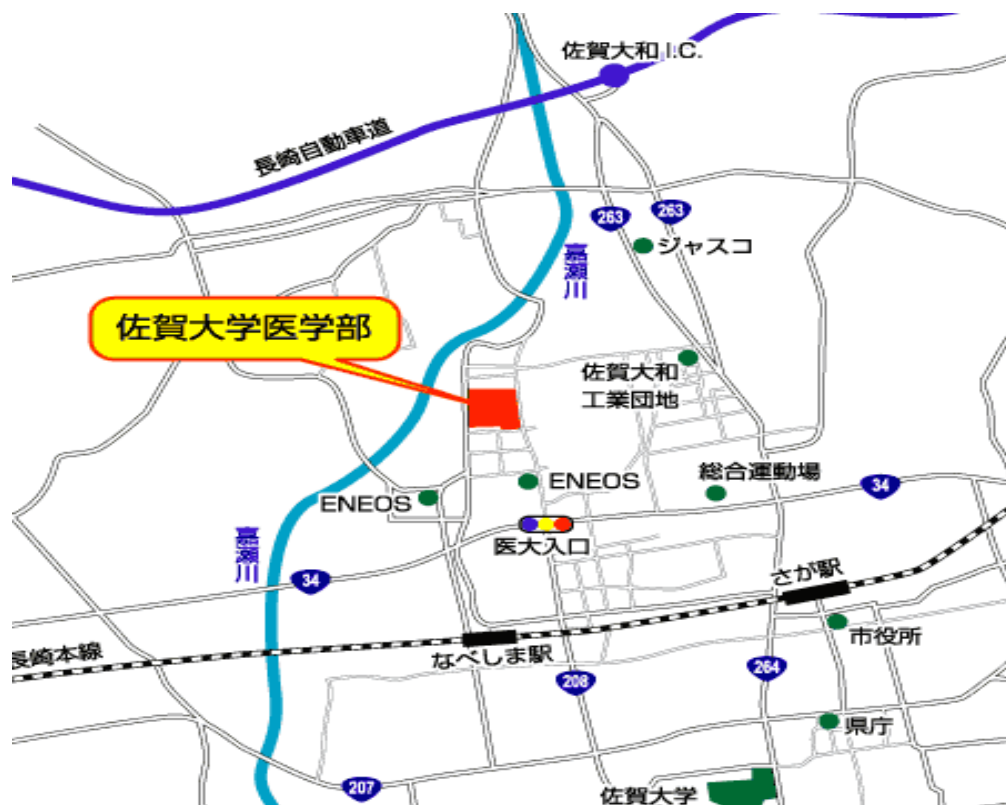 佐賀大和 I.C.
長崎自動車道
263
263
ジャスコ
嘉瀬川
佐賀大学医学部
佐賀大和
工業団地
総合運動場
34
ENEOS
ENEOS
医大入口
嘉瀬川
34
さが駅
市役所
長崎本線
なべしま駅
264
208
県庁
207
佐賀大学